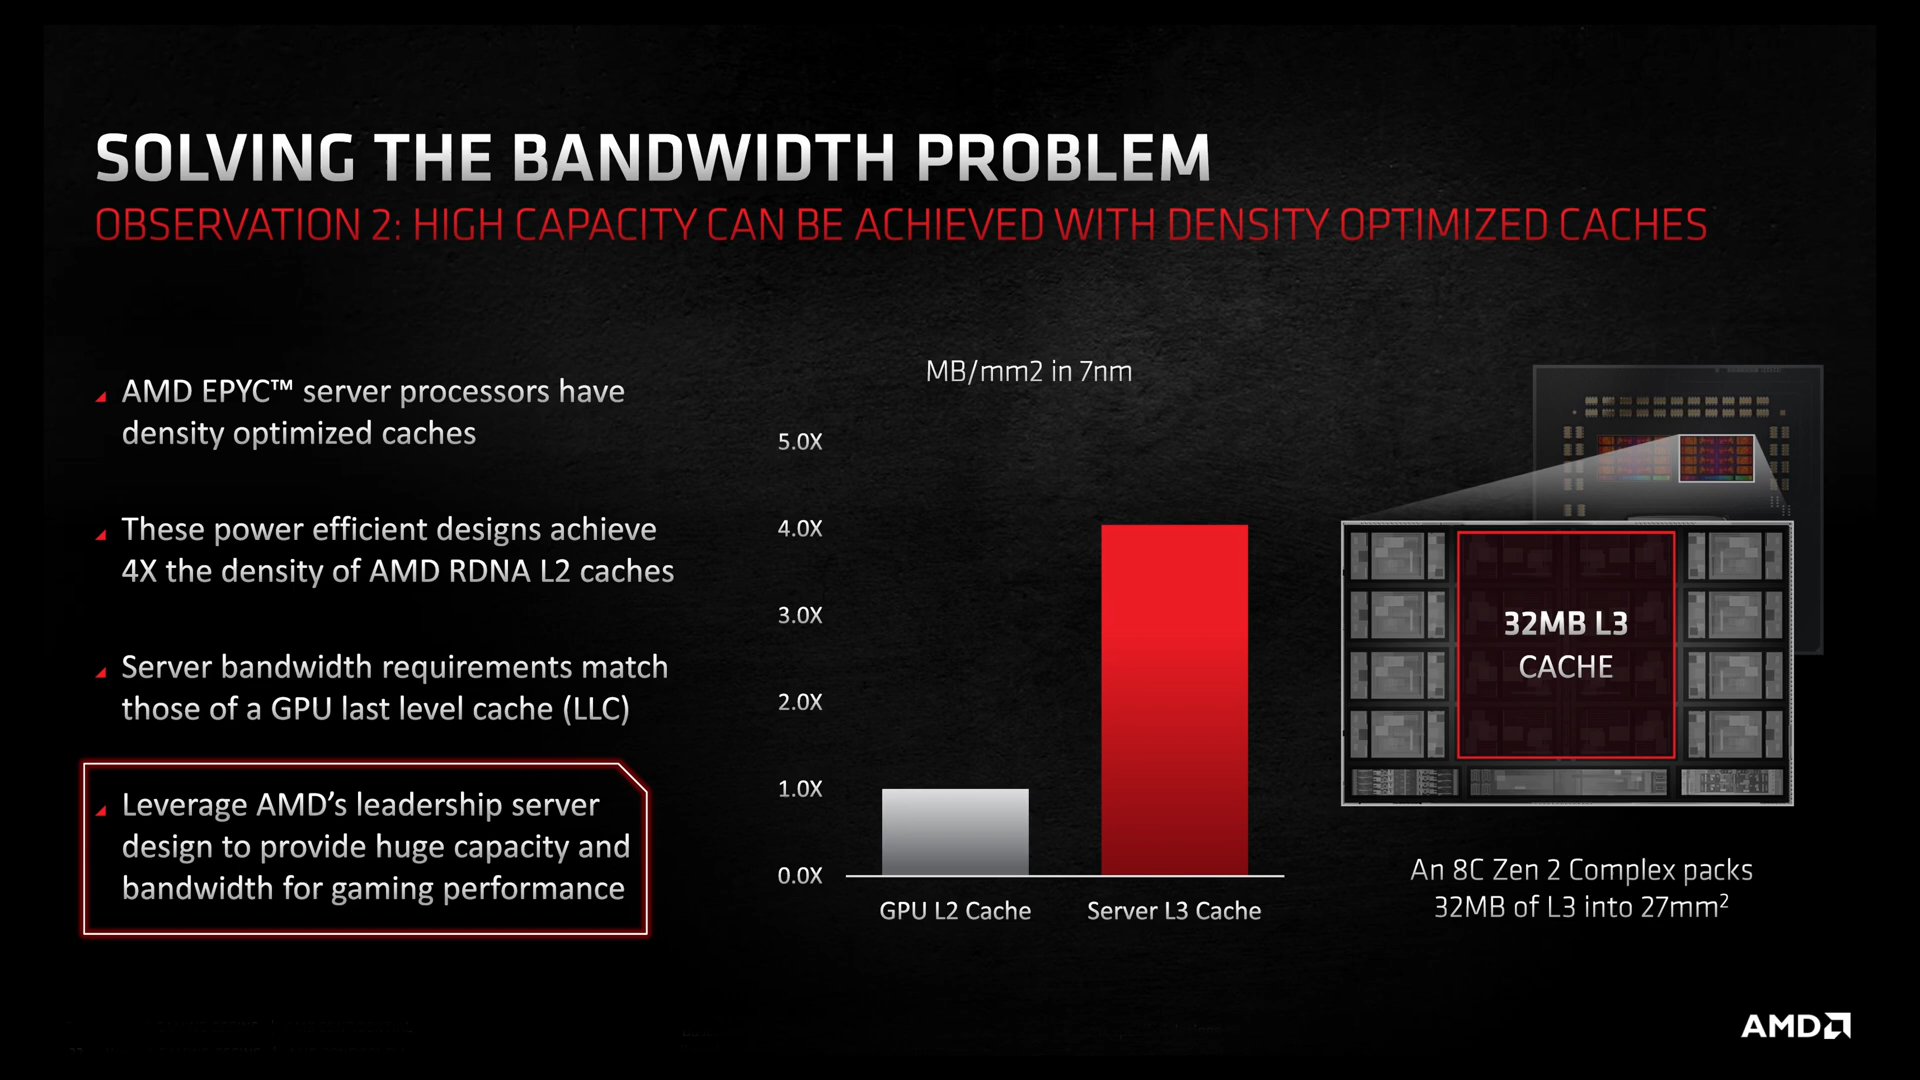 SOLVING THE BANDWIDTH PROBLEM
OBSERVATION 2: HIGH CAPACITY CAN BE ACHIEVED WITH DENSITY OPTIMIZED CACHES
AMD EPYC™ server processors have
density optimized caches
These power efficient designs achieve
4X the density of AMD RDNA L2 caches
Server bandwidth requirements match
those of a GPU last level cache (LLC)
Leverage AMD’s leadership server
design to provide huge capacity and
bandwidth for gaming performance
MB/mm2 in 7nm
5.0X
4.0X
3.0X
2.0X
1.0X
0.0X
GPU L2 Cache
Server L3 Cache
32MB L3
CACHE
An 8C Zen 2 Complex packs
32MB of L3 into 27mm²
AMD